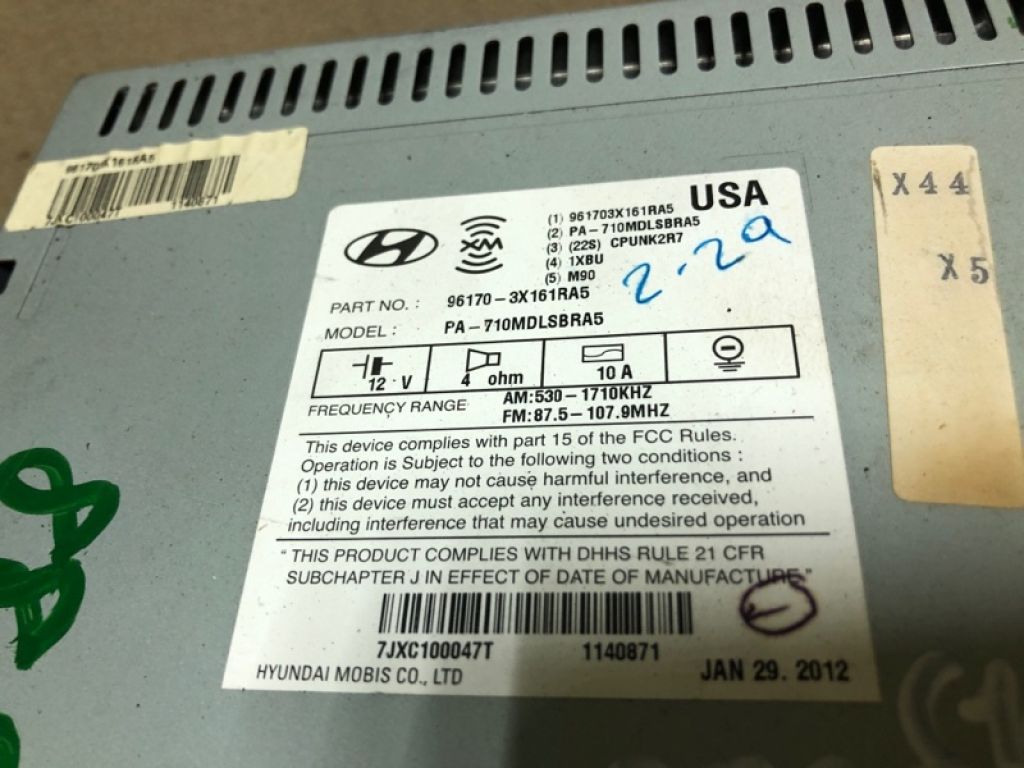 961703X161RA5
7JXC100047T 1140871
USA
XM
(1) 961703X161RA5
(2) PA-710MDLSBRA5
(3) (22S) CPUNK2R7
(4) 1XBU
(5) M90
2.29
PART NO. : 96170-3X161RA5
MODEL : PA-710MDLSBRA5
12 V 4 ohm 10 A
FREQUENCY RANGE AM:530-1710KHZ
FM:87.5-107.9MHZ
This device complies with part 15 of the FCC Rules.
Operation is Subject to the following two conditions :
(1) this device may not cause harmful interference, and
(2) this device must accept any interference received,
including interference that may cause undesired operation
" THIS PRODUCT COMPLIES WITH DHHS RULE 21 CFR
SUBCHAPTER J IN EFFECT OF DATE OF MANUFACTURE "
7JXC100047T 1140871
HYUNDAI MOBIS CO., LTD JAN 29. 2012
X44
X5